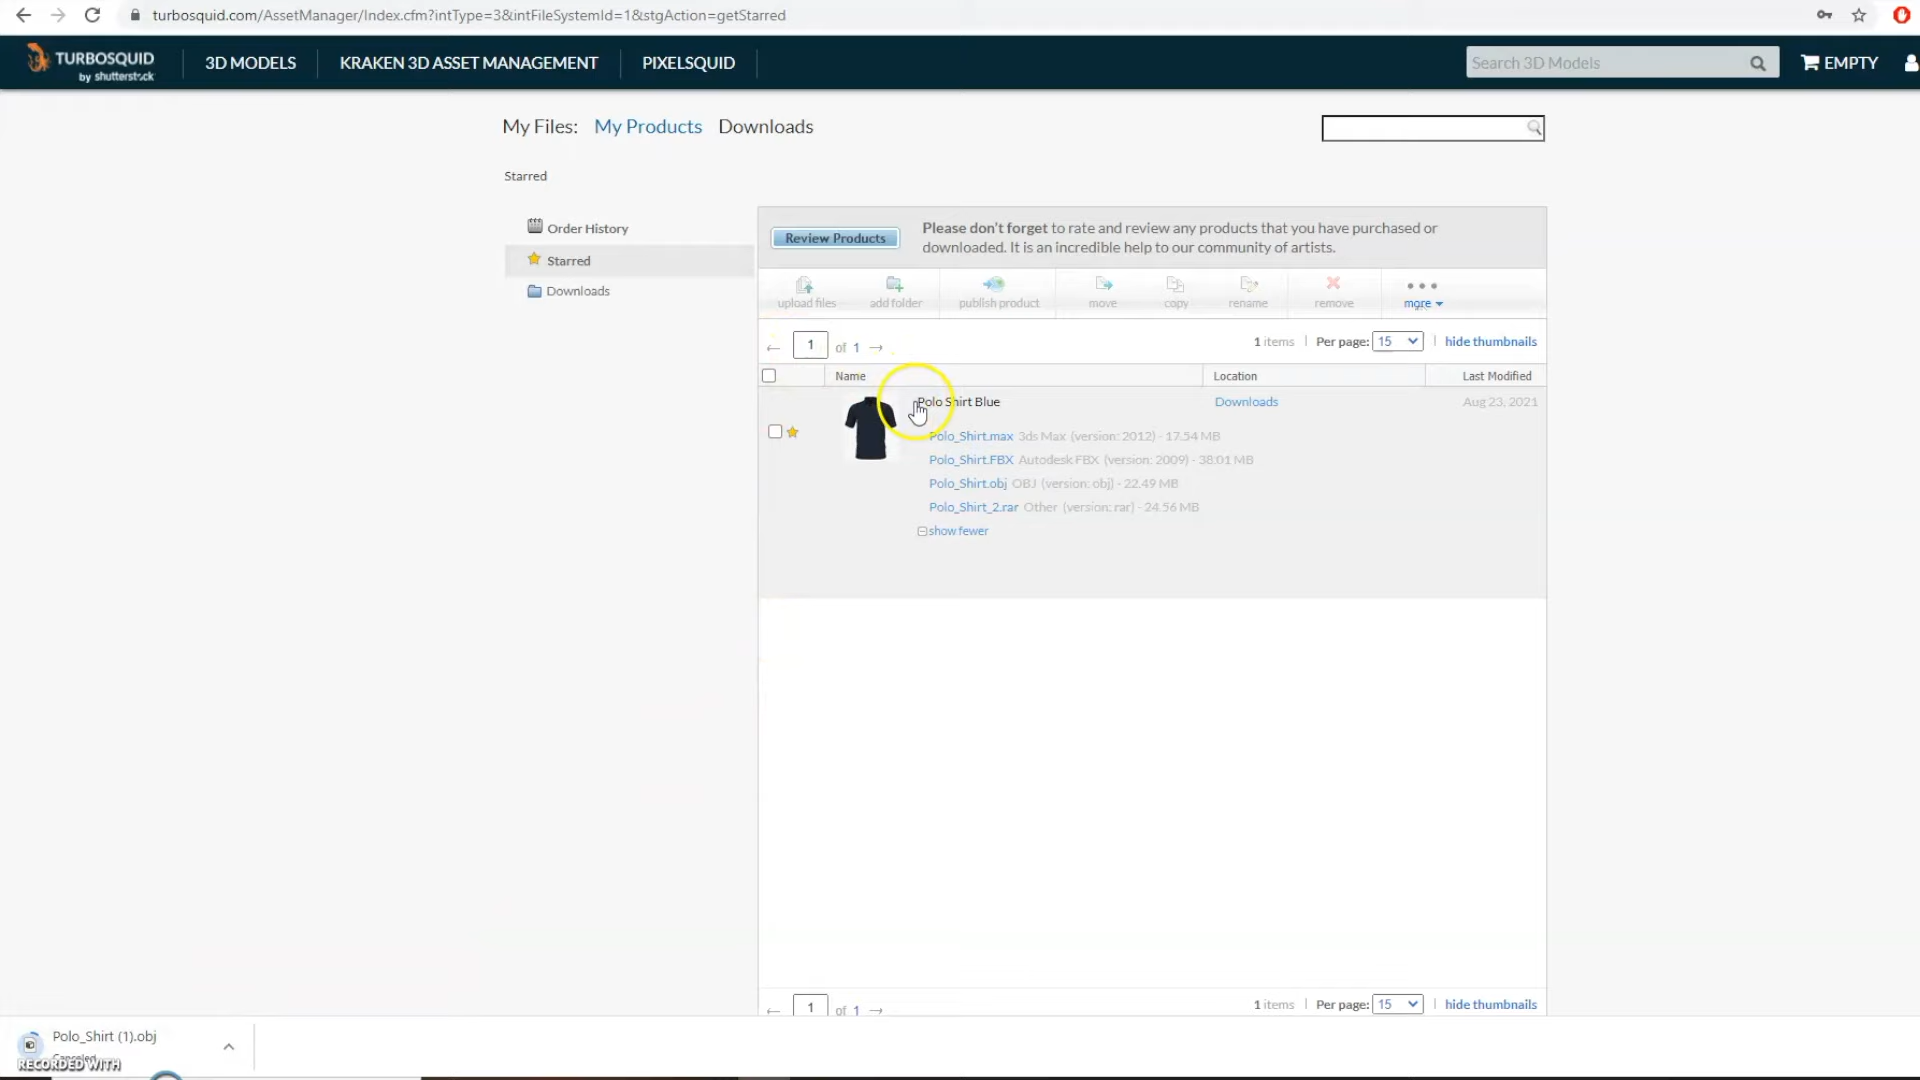 turbosquid.com/AssetManager/Index.cfm?intType=3&intFileSystemId=1&stgAction=getStarred
TURBOSQUID
by shutterstock
3D MODELS
KRAKEN 3D ASSET MANAGEMENT
PIXELSQUID
Search 3D Models
EMPTY
My Files: My Products Downloads
Starred
Order History
Starred
Downloads
Review Products
Please don't forget to rate and review any products that you have purchased or
downloaded. It is an incredible help to our community of artists.
upload files add folder publish product move copy rename remove more
1 of 1
1 items Per page: 15 hide thumbnails
Name Location Last Modified
Polo Shirt Blue Downloads Aug 23, 2021
Polo_Shirt.max 3ds Max (version: 2012) - 17.54 MB
Polo_Shirt.FBX Autodesk FBX (version: 2009) - 38.01 MB
Polo_Shirt.obj OBJ (version: obj) - 22.49 MB
Polo_Shirt_2.rar Other (version: rar) - 24.56 MB
show fewer
1 of 1
1 items Per page: 15 hide thumbnails
Polo_Shirt (1).obj
Canceled
RECORDED WITH